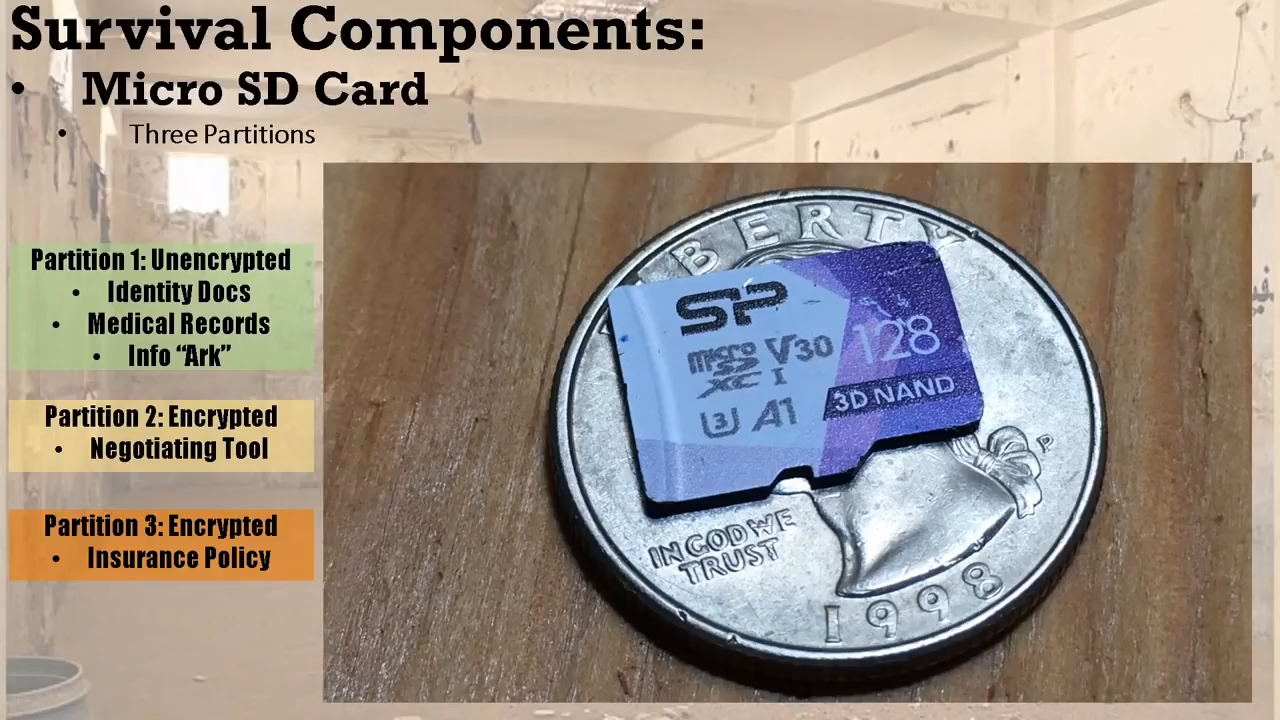 Survival Components:
• Micro SD Card
• Three Partitions
Partition 1: Unencrypted
• Identity Docs
• Medical Records
• Info “Ark”
Partition 2: Encrypted
• Negotiating Tool
Partition 3: Encrypted
• Insurance Policy
BERTY
SP
micro SD XC I V30
128
U3 A1
3D NAND
P
IN GOD WE
TRUST
1998